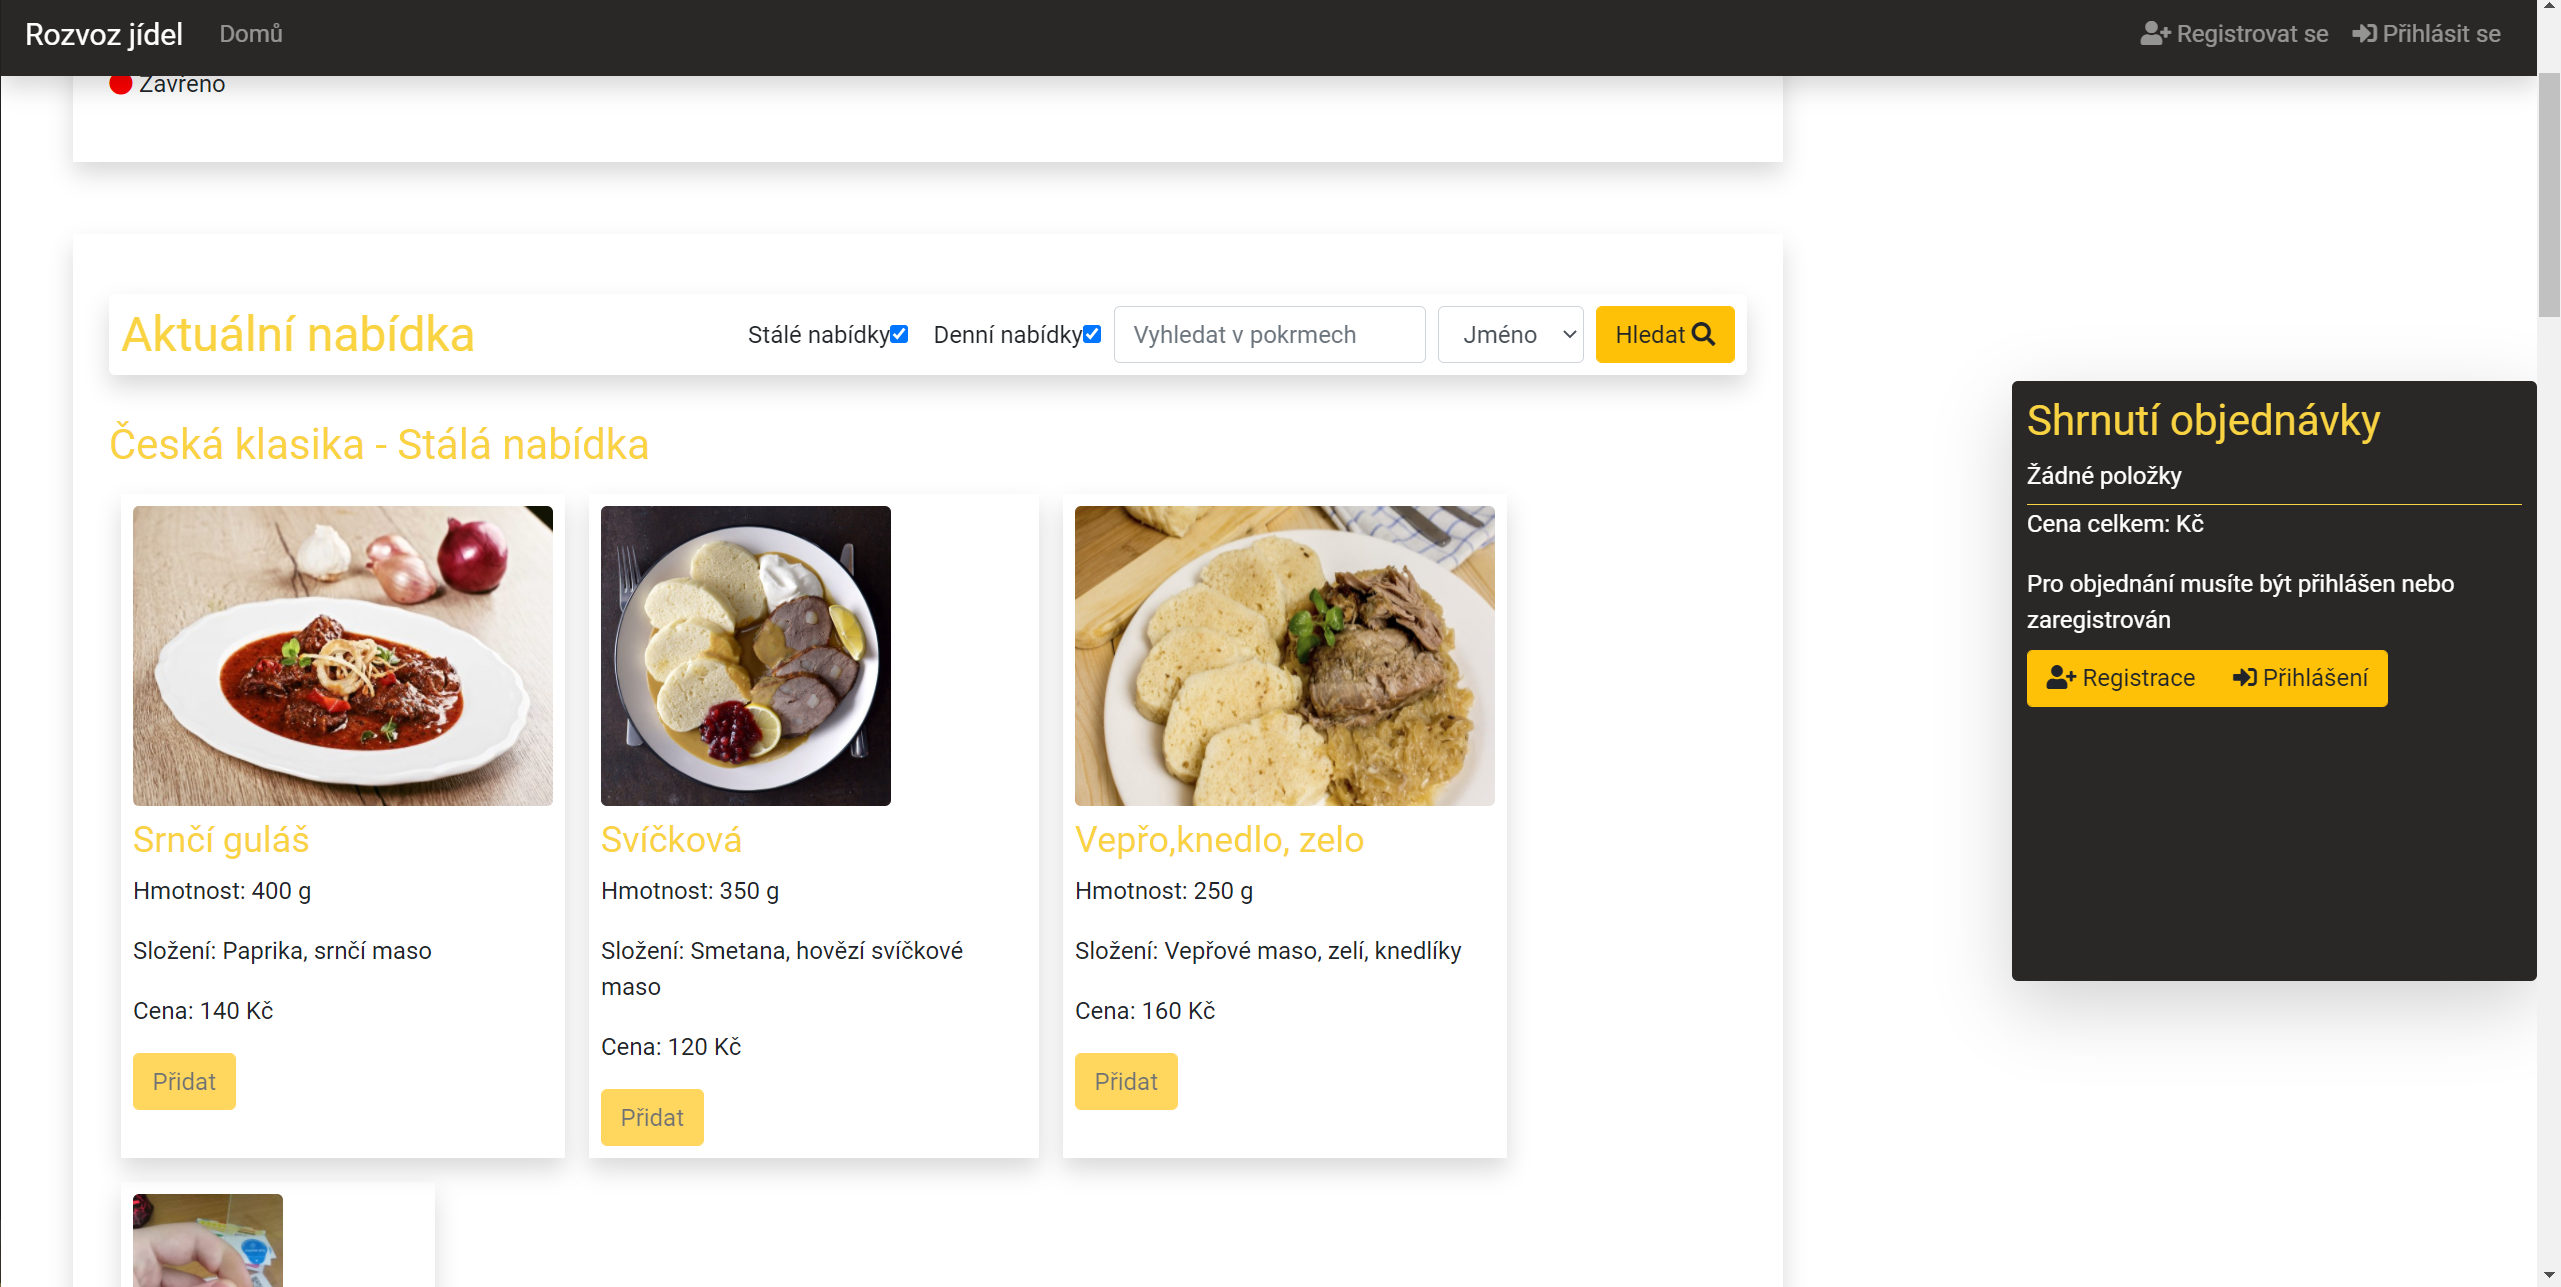 Rozvoz jídel Domů Registrovat se Přihlásit se
Zavřeno
Aktuální nabídka Stálé nabídky Denní nabídky Vyhledat v pokrmech Jméno Hledat
Česká klasika - Stálá nabídka
Srnčí guláš
Hmotnost: 400 g
Složení: Paprika, srnčí maso
Cena: 140 Kč
Přidat
Svíčková
Hmotnost: 350 g
Složení: Smetana, hovězí svíčkové
maso
Cena: 120 Kč
Přidat
Vepřo,knedlo, zelo
Hmotnost: 250 g
Složení: Vepřové maso, zelí, knedlíky
Cena: 160 Kč
Přidat
Shrnutí objednávky
Žádné položky
Cena celkem: Kč
Pro objednání musíte být přihlášen nebo
zaregistrován
Registrace Přihlášení